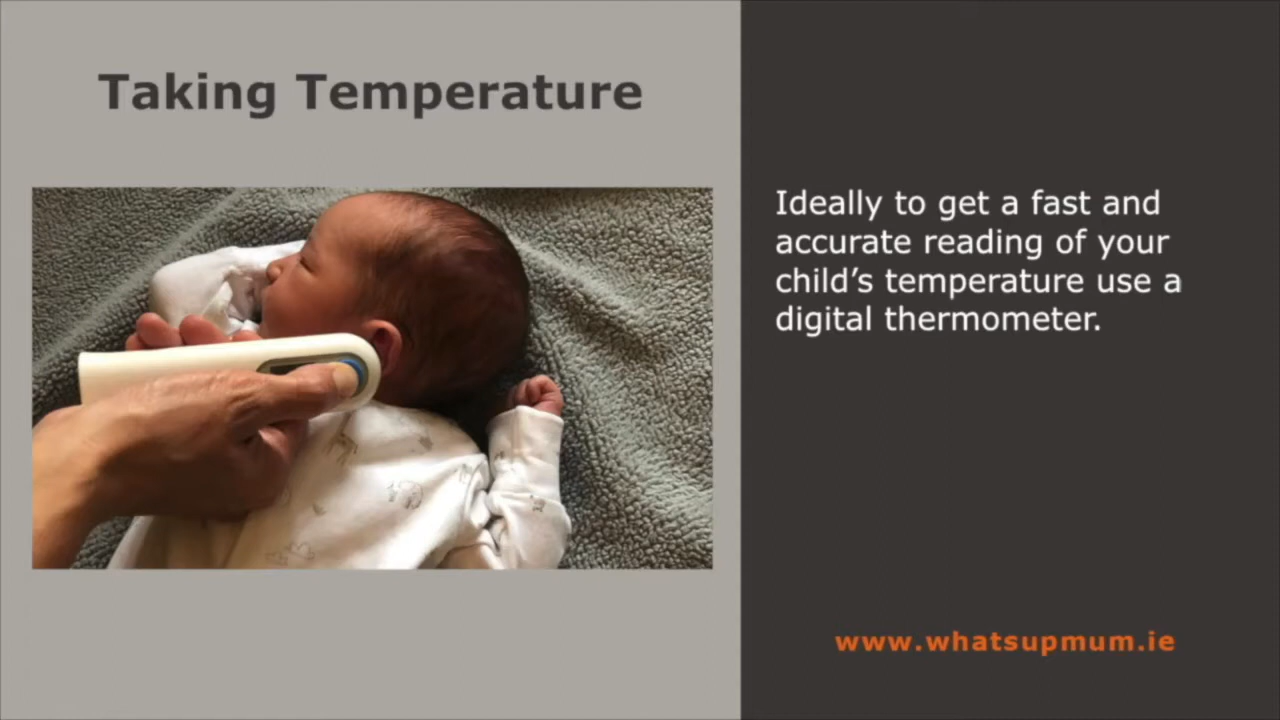 Taking Temperature
Ideally to get a fast and
accurate reading of your
child’s temperature use a
digital thermometer.
www.whatsupmum.ie